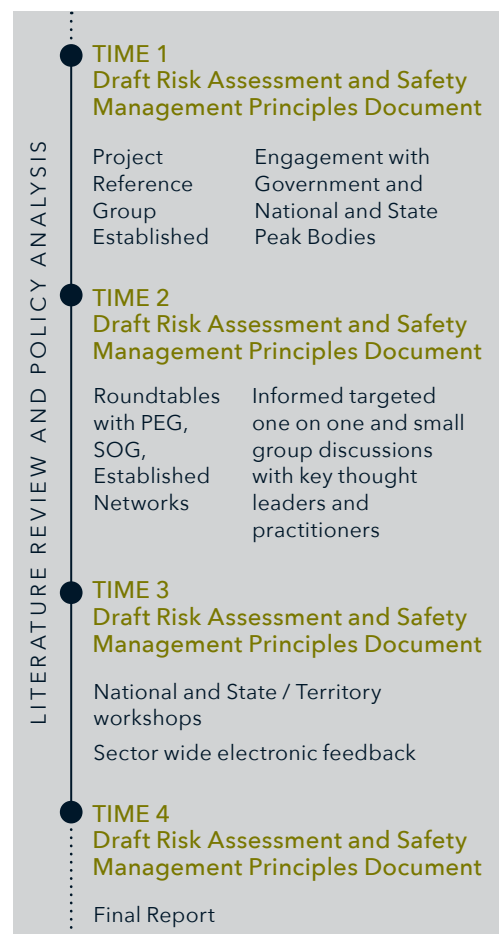 LITERATURE REVIEW AND POLICY ANALYSIS
TIME 1
Draft Risk Assessment and Safety
Management Principles Document
Project
Reference
Group
Established
Engagement with
Government and
National and State
Peak Bodies
TIME 2
Draft Risk Assessment and Safety
Management Principles Document
Roundtables
with PEG,
SOG,
Established
Networks
Informed targeted
one on one and small
group discussions
with key thought
leaders and
practitioners
TIME 3
Draft Risk Assessment and Safety
Management Principles Document
National and State / Territory
workshops
Sector wide electronic feedback
TIME 4
Draft Risk Assessment and Safety
Management Principles Document
Final Report